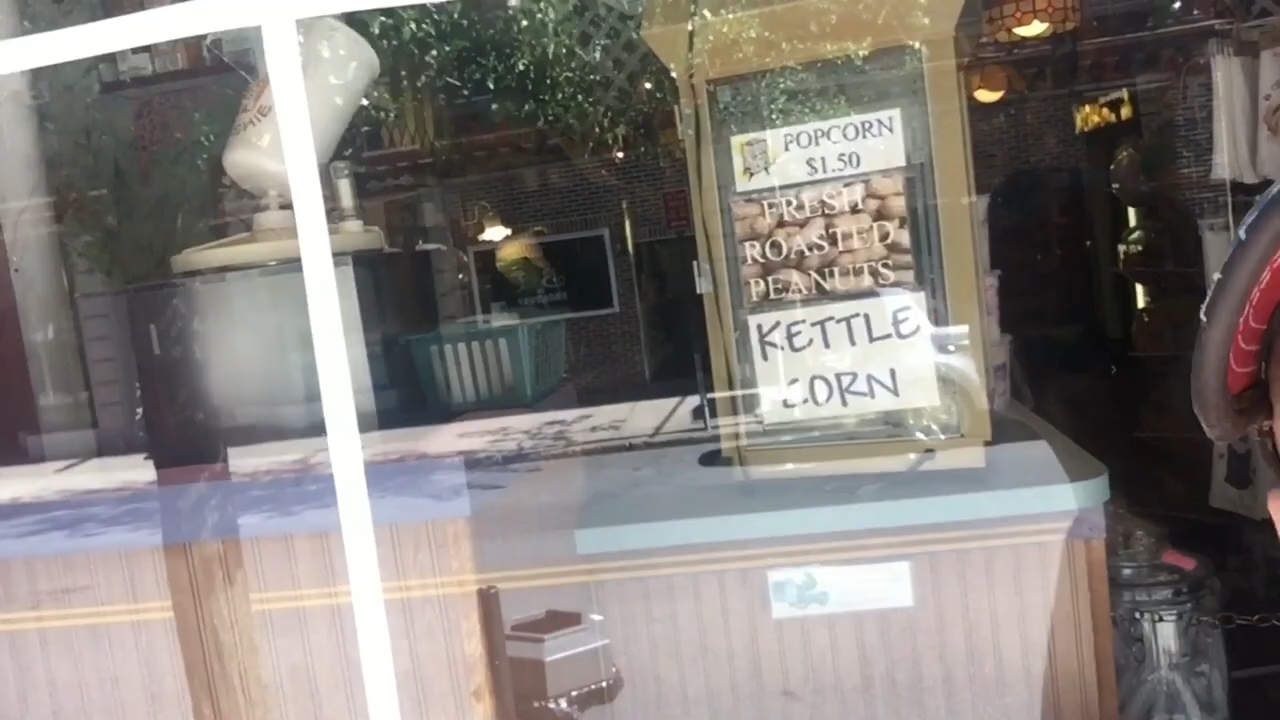 POPCORN
$1.50
FRESH
ROASTED
PEANUTS
KETTLE
CORN